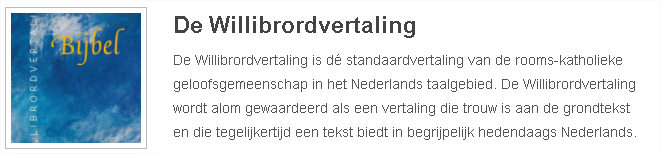 De Willibrordvertaling
Bijbel
LIBRORDVERTALI
De Willibrordvertaling is dé standaardvertaling van de rooms-katholieke
geloofsgemeenschap in het Nederlands taalgebied. De Willibrordvertaling
wordt alom gewaardeerd als een vertaling die trouw is aan de grondtekst
en die tegelijkertijd een tekst biedt in begrijpelijk hedendaags Nederlands.